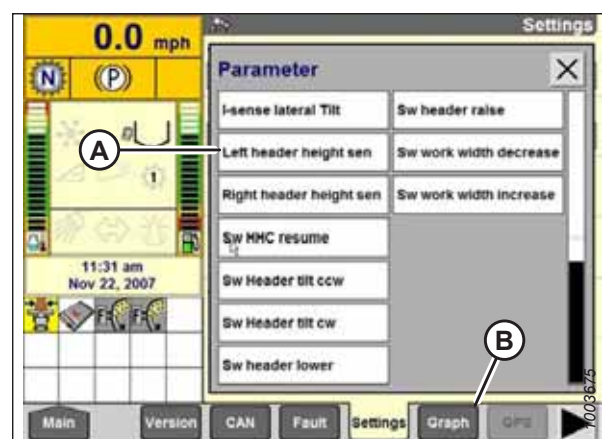 0.0 mph
Settings
N
(P)
Parameter
I-sense lateral Tilt
Sw header raise
A
Left header height sen
Sw work width decrease
Right header height sen
Sw work width increase
Sw HHC resume
Sw Header tilt ccw
Sw Header tilt cw
Sw header lower
11:31 am
Nov 22, 2007
B
Main
Version
CAN
Fault
Settings
Graph
GPS
1003675